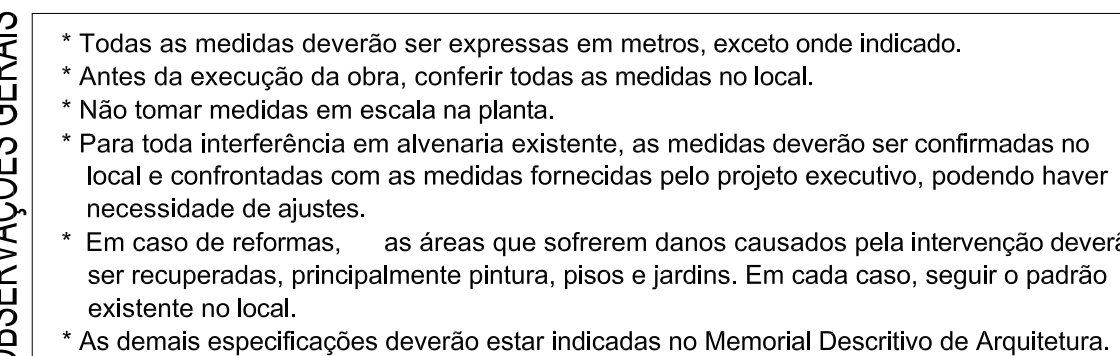 OBSERVAÇÕES GERAIS
* Todas as medidas deverão ser expressas em metros, exceto onde indicado.
* Antes da execução da obra, conferir todas as medidas no local.
* Não tomar medidas em escala na planta.
* Para toda interferência em alvenaria existente, as medidas deverão ser confirmadas no
local e confrontadas com as medidas fornecidas pelo projeto executivo, podendo haver
necessidade de ajustes.
* Em caso de reformas, as áreas que sofrerem danos causados pela intervenção deverã
ser recuperadas, principalmente pintura, pisos e jardins. Em cada caso, seguir o padrão
existente no local.
* As demais especificações deverão estar indicadas no Memorial Descritivo de Arquitetura.